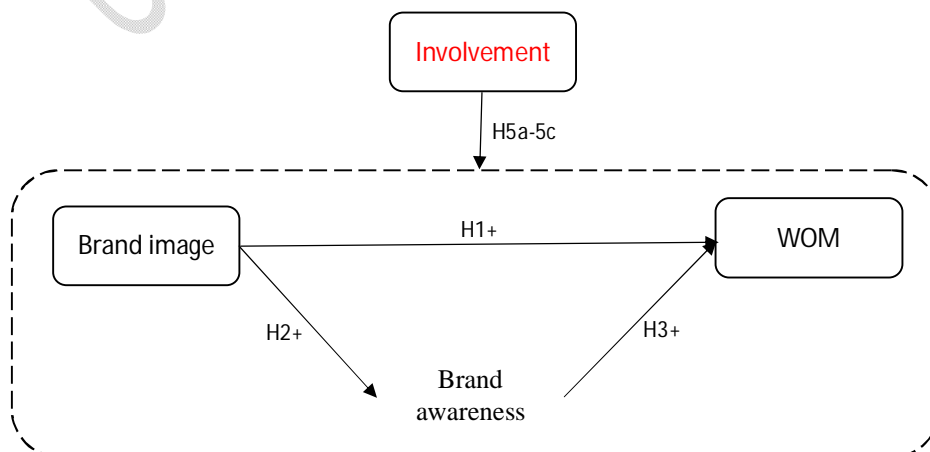 Involvement
H5a-5c
Brand image
H1+
WOM
H2+
H3+
Brand
awareness